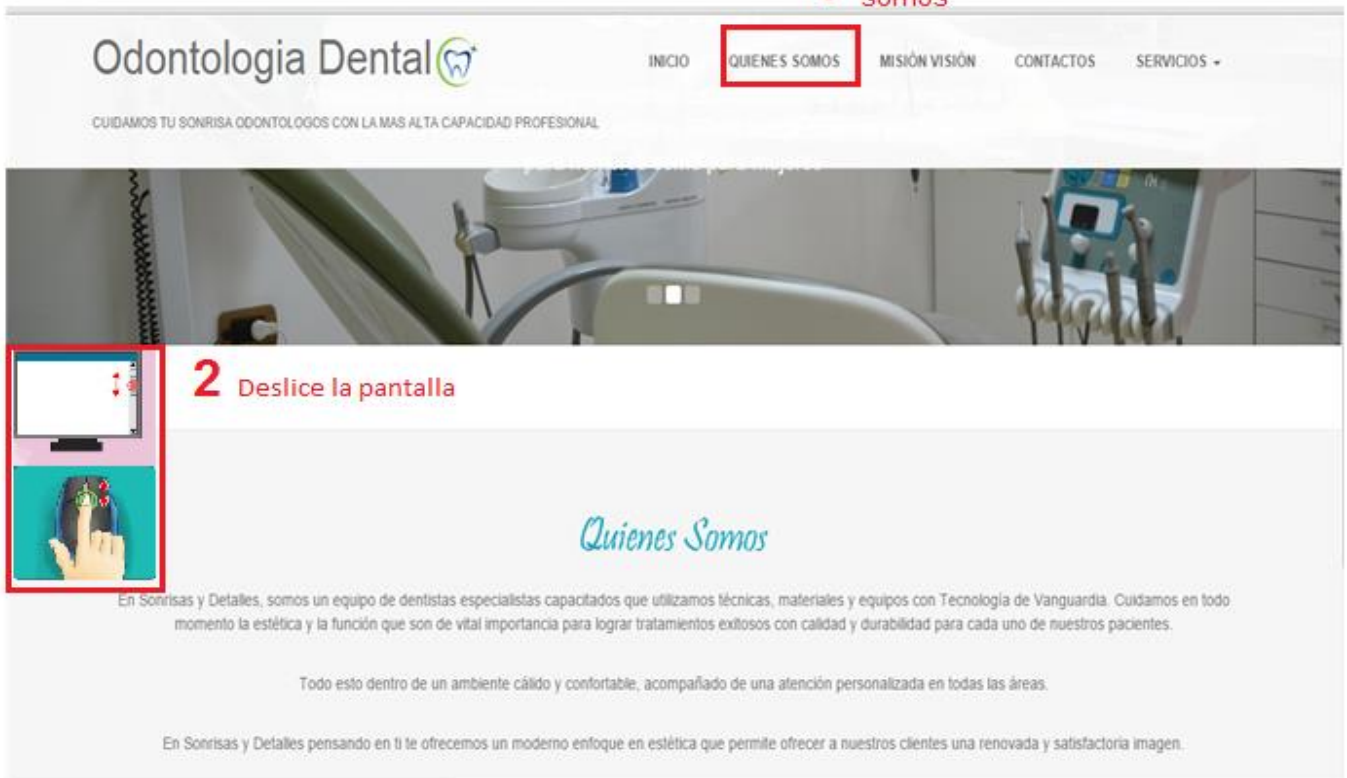 somos
Odontologia Dental
INICIO QUIENES SOMOS MISIÓN VISIÓN CONTACTOS SERVICIOS
CUIDAMOS TU SONRISA ODONTOLOGOS CON LA MAS ALTA CAPACIDAD PROFESIONAL
2 Deslice la pantalla
Quienes Somos
En Sonrisas y Detalles, somos un equipo de dentistas especialistas capacitados que utilizamos técnicas, materiales y equipos con Tecnología de Vanguardia. Cuidamos en todo
momento la estética y la función que son de vital importancia para lograr tratamientos exitosos con calidad y durabilidad para cada uno de nuestros pacientes.
Todo esto dentro de un ambiente cálido y confortable, acompañado de una atención personalizada en todas las áreas.
En Sonrisas y Detalles pensando en ti te ofrecemos un moderno enfoque en estética que permite ofrecer a nuestros clientes una renovada y satisfactoria imagen.